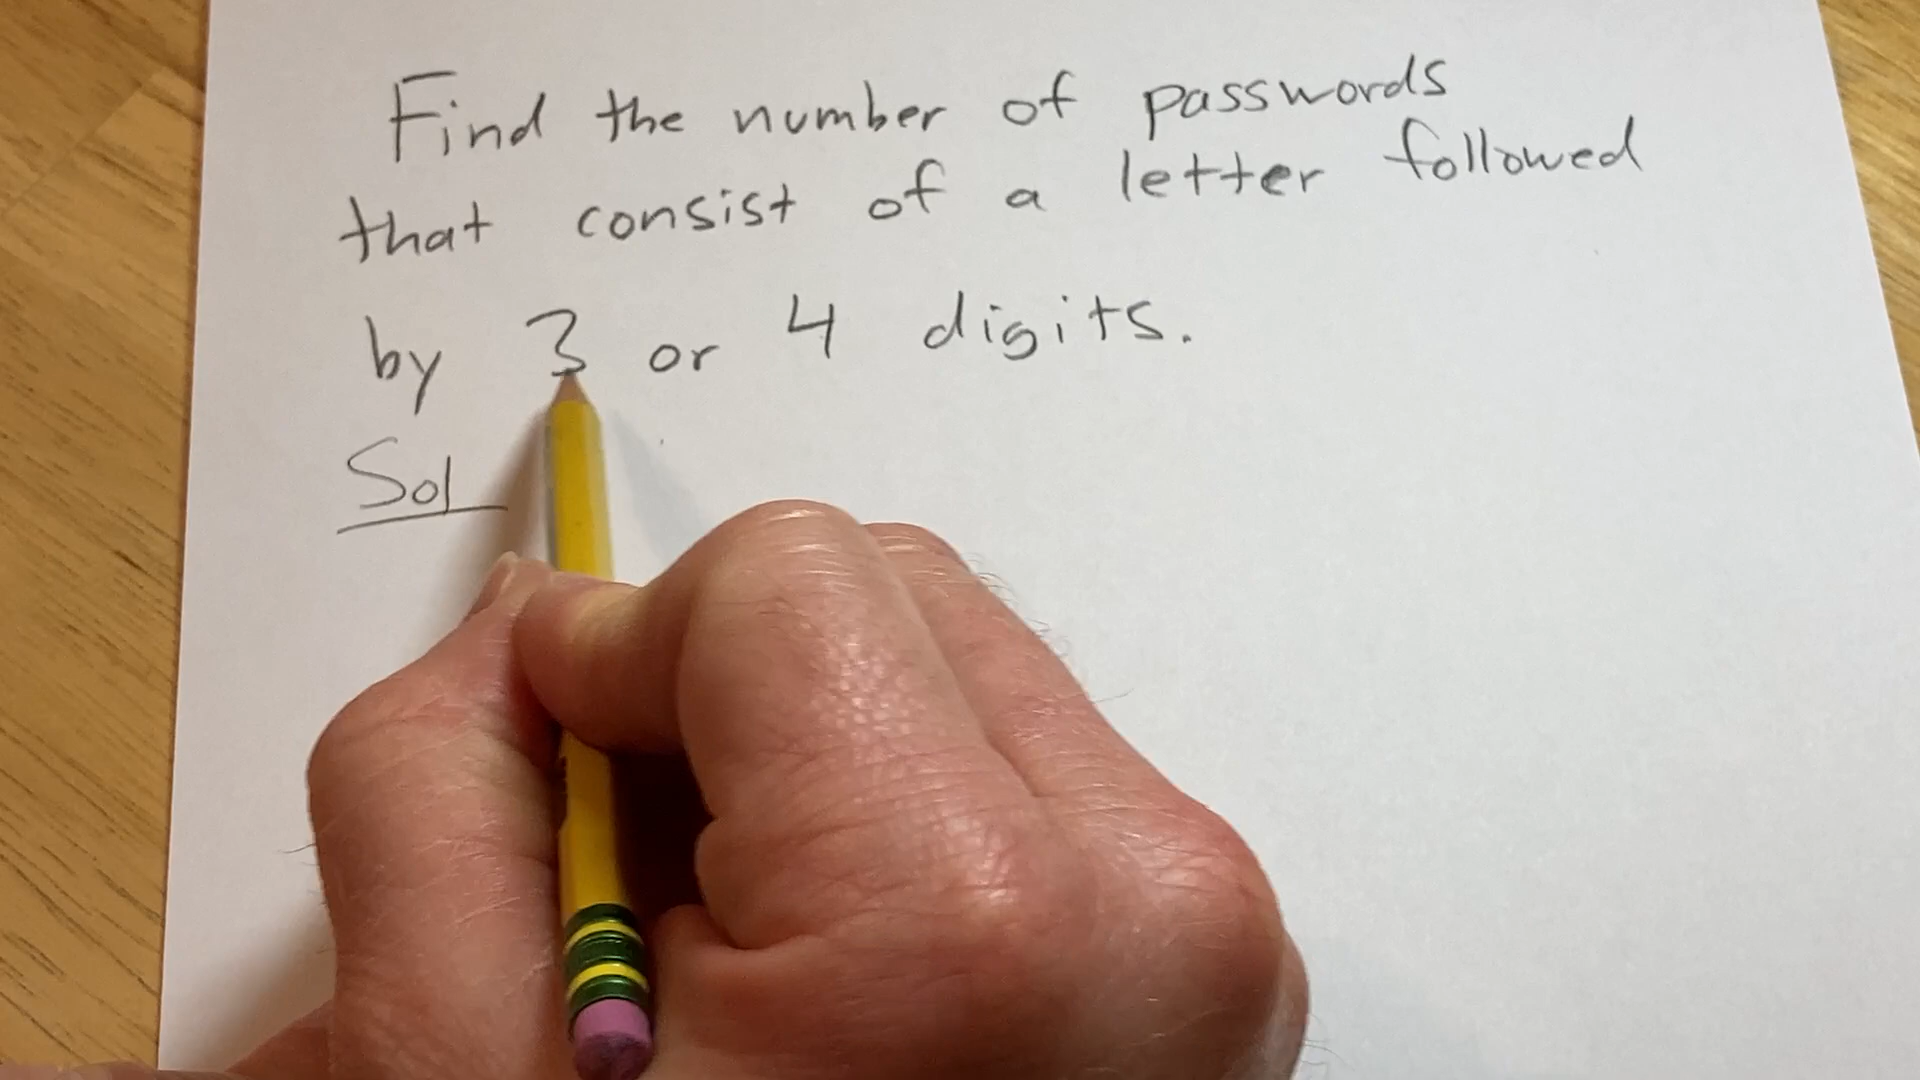 Find the number of passwords
that consist of a letter followed
by 3 or 4 digits.
Sol